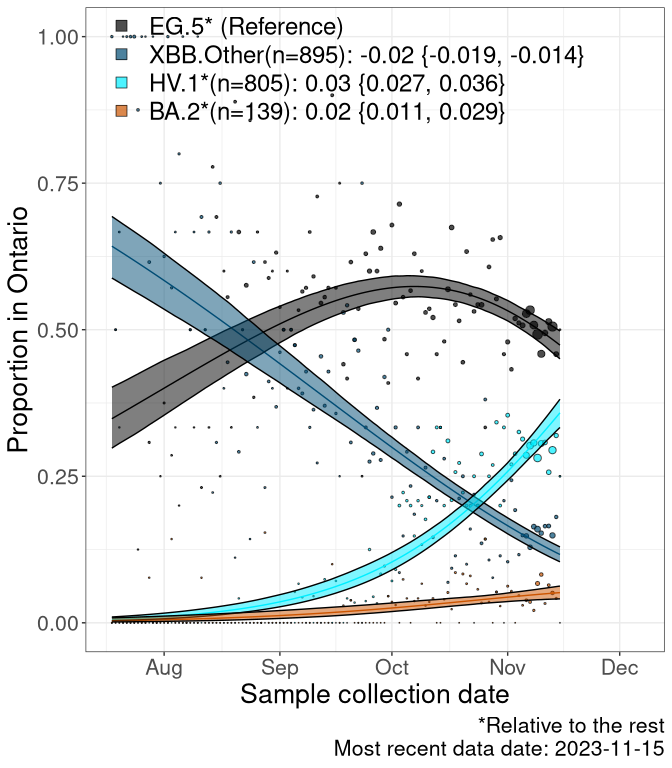 EG.5* (Reference)
XBB.Other(n=895): -0.02 {-0.019, -0.014}
HV.1*(n=805): 0.03 {0.027, 0.036}
BA.2*(n=139): 0.02 {0.011, 0.029}
Proportion in Ontario
1.00
0.75
0.50
0.25
0.00
Aug Sep Oct Nov Dec
Sample collection date
*Relative to the rest
Most recent data date: 2023-11-15